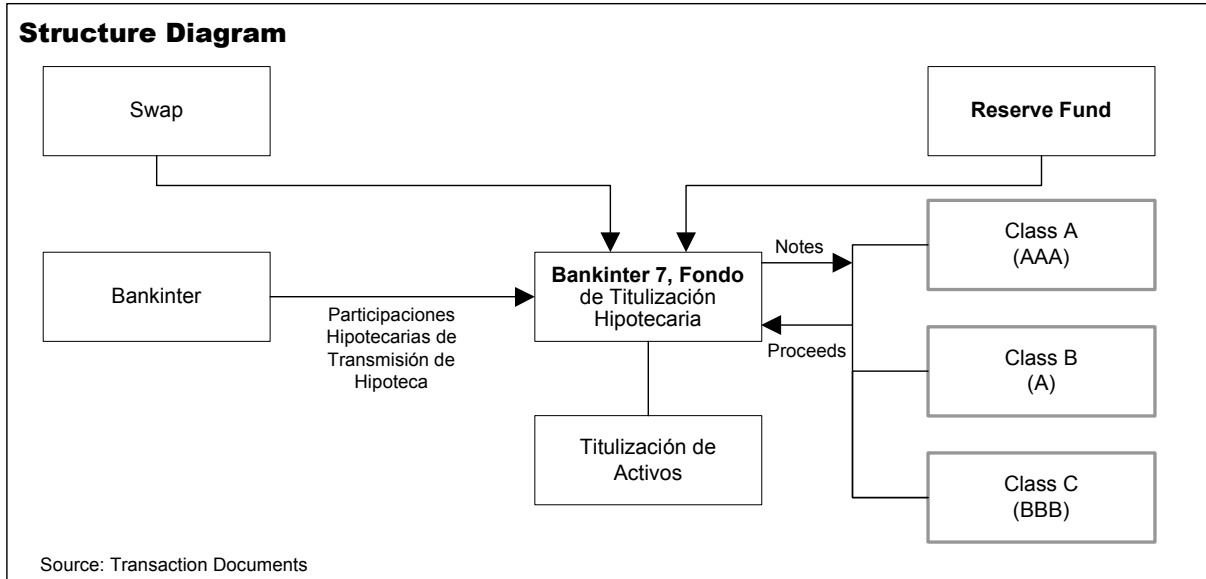 Structure Diagram
Swap
Reserve Fund
Bankinter
Participaciones
Hipotecarias de
Transmisión de
Hipoteca
Bankinter 7, Fondo
de Titulización
Hipotecaria
Notes
Proceeds
Class A
(AAA)
Class B
(A)
Titulización de
Activos
Class C
(BBB)
Source: Transaction Documents